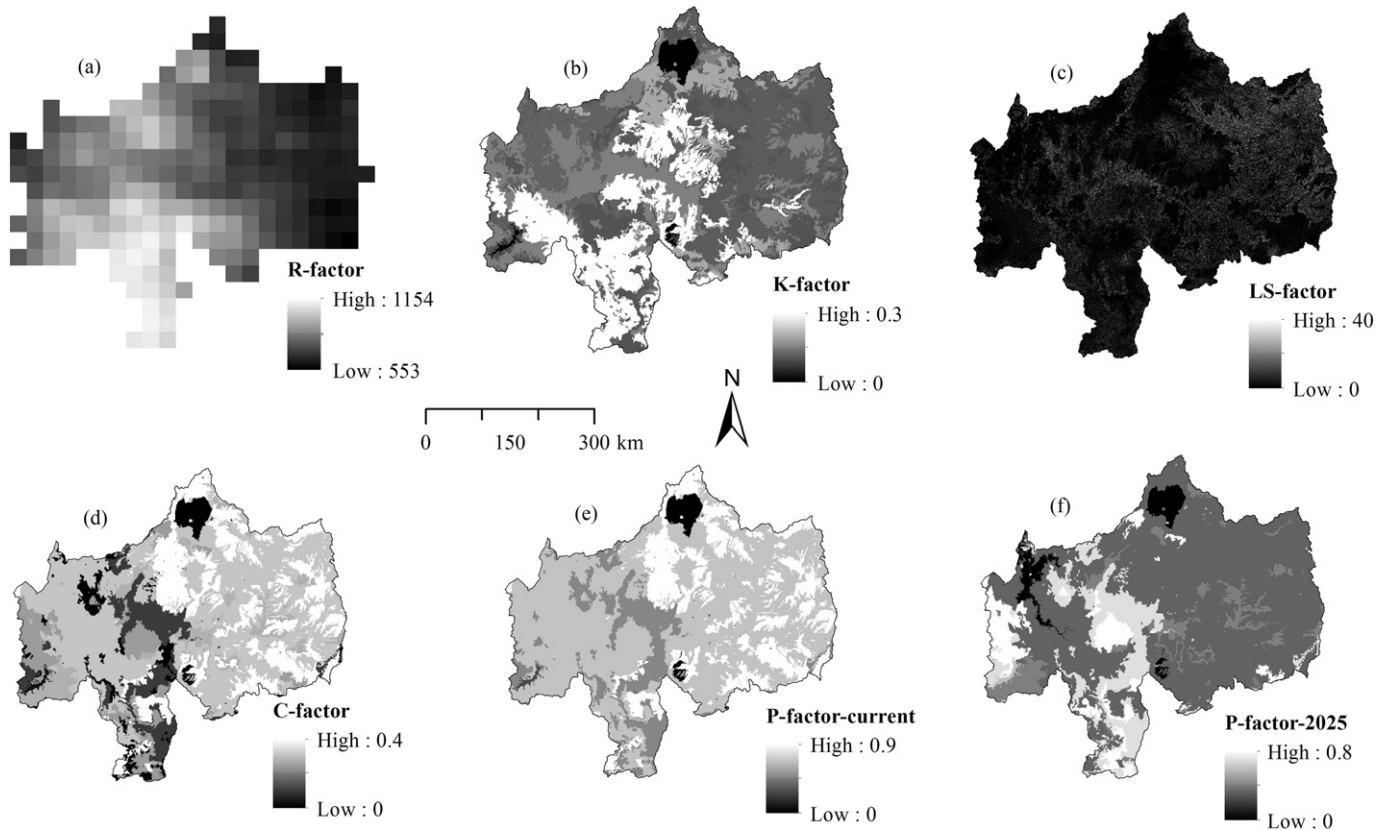 (a)
R-factor
High : 1154
Low : 553
(b)
K-factor
High : 0.3
Low : 0
(c)
LS-factor
High : 40
Low : 0
0 150 300 km
N
(d)
C-factor
High : 0.4
Low : 0
(e)
P-factor-current
High : 0.9
Low : 0
(f)
P-factor-2025
High : 0.8
Low : 0